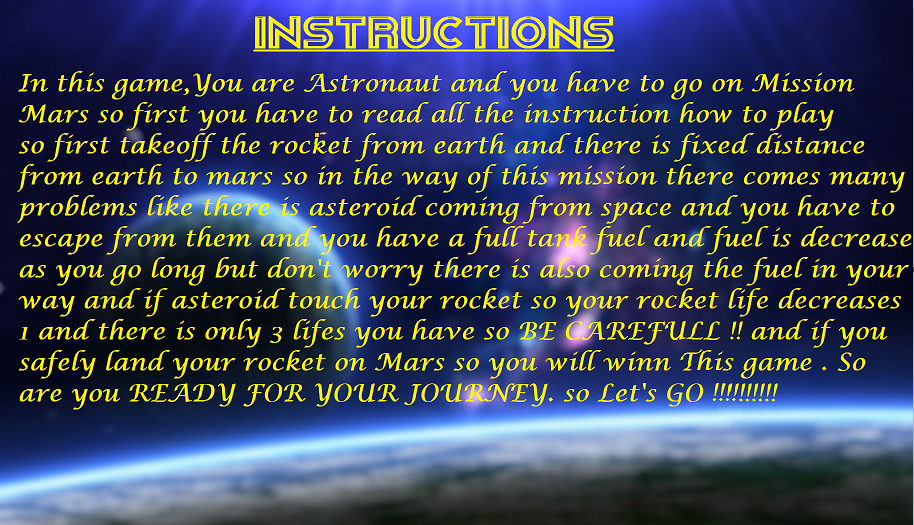 INSTRUCTIONS
In this game,You are Astronaut and you have to go on Mission
Mars so first you have to read all the instruction how to play
so first takeoff the rocket from earth and there is fixed distance
from earth to mars so in the way of this mission there comes many
problems like there is asteroid coming from space and you have to
escape from them and you have a full tank fuel and fuel is decrease
as you go long but don't worry there is also coming the fuel in your
way and if asteroid touch your rocket so your rocket life decreases
1 and there is only 3 lifes you have so BE CAREFULL !! and if you
safely land your rocket on Mars so you will winn This game . So
are you READY FOR YOUR JOURNEY. so Let's GO !!!!!!!!!!